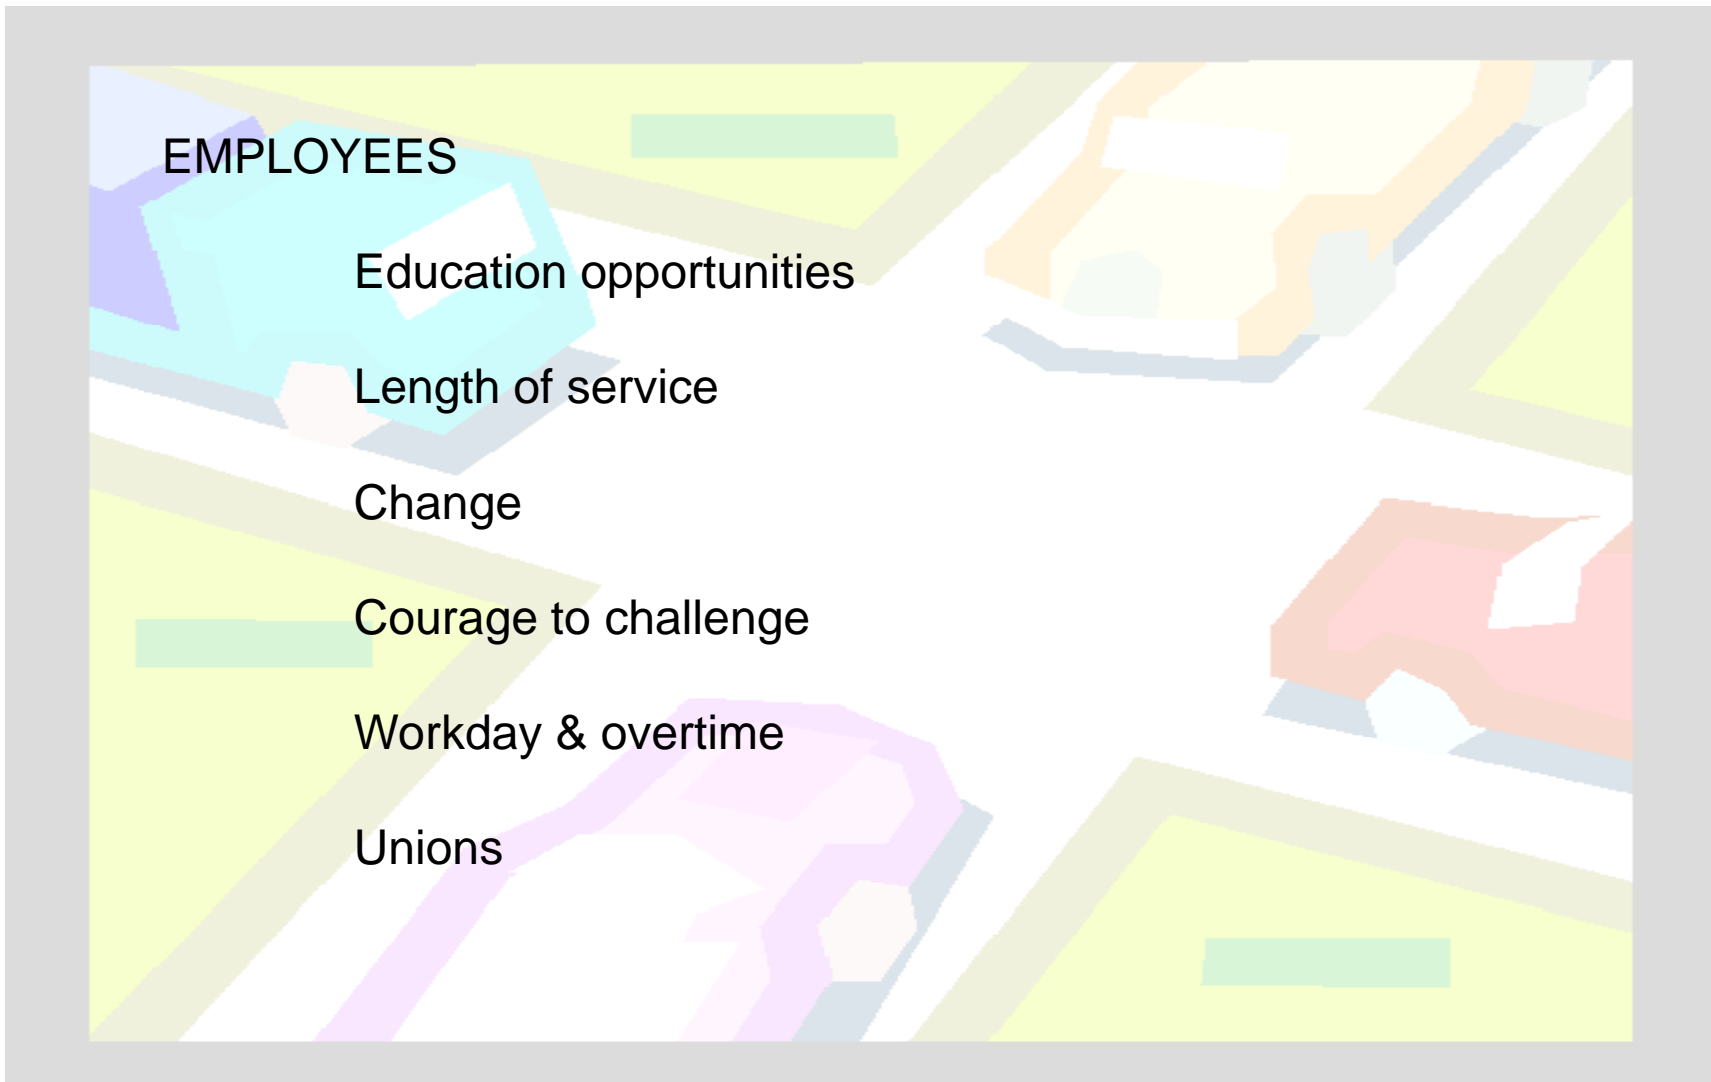 EMPLOYEES
Education opportunities
Length of service
Change
Courage to challenge
Workday & overtime
Unions